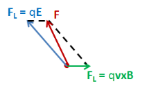 F_L = qE F
F_L = qvxB